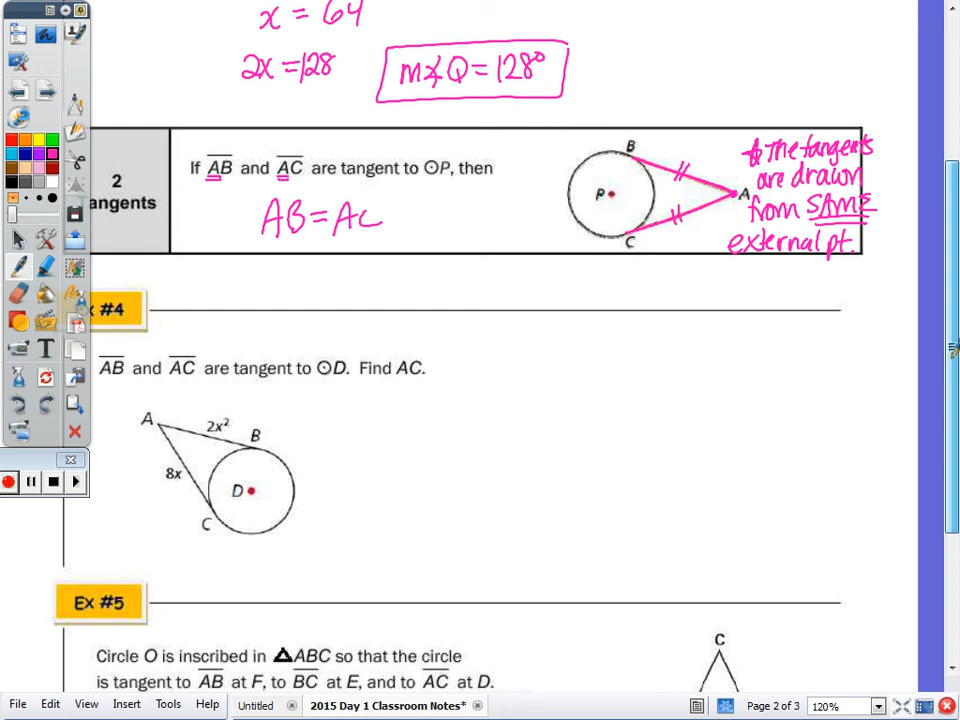 x = 64
2x = 128
m∡Q = 128°
2
angents
If AB and AC are tangent to ⊙P, then
AB = AC
B
P
A
C
* The tangents
are drawn
from SAME
external pt.
x #4
AB and AC are tangent to ⊙D. Find AC.
A
2x²
B
8x
D
C
Ex #5
Circle O is inscribed in △ABC so that the circle
is tangent to AB at F, to BC at E, and to AC at D.
C
File Edit View Insert Tools Help
Untitled
2015 Day 1 Classroom Notes*
Page 2 of 3
120%